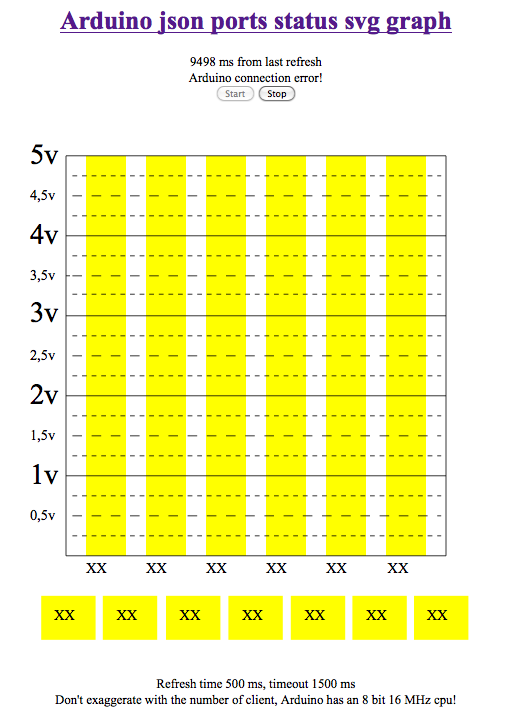 Arduino json ports status svg graph
9498 ms from last refresh
Arduino connection error!
Start Stop
5v
4,5v
4v
3,5v
3v
2,5v
2v
1,5v
1v
0,5v
XX XX XX XX XX XX
XX XX XX XX XX XX XX
Refresh time 500 ms, timeout 1500 ms
Don't exaggerate with the number of client, Arduino has an 8 bit 16 MHz cpu!